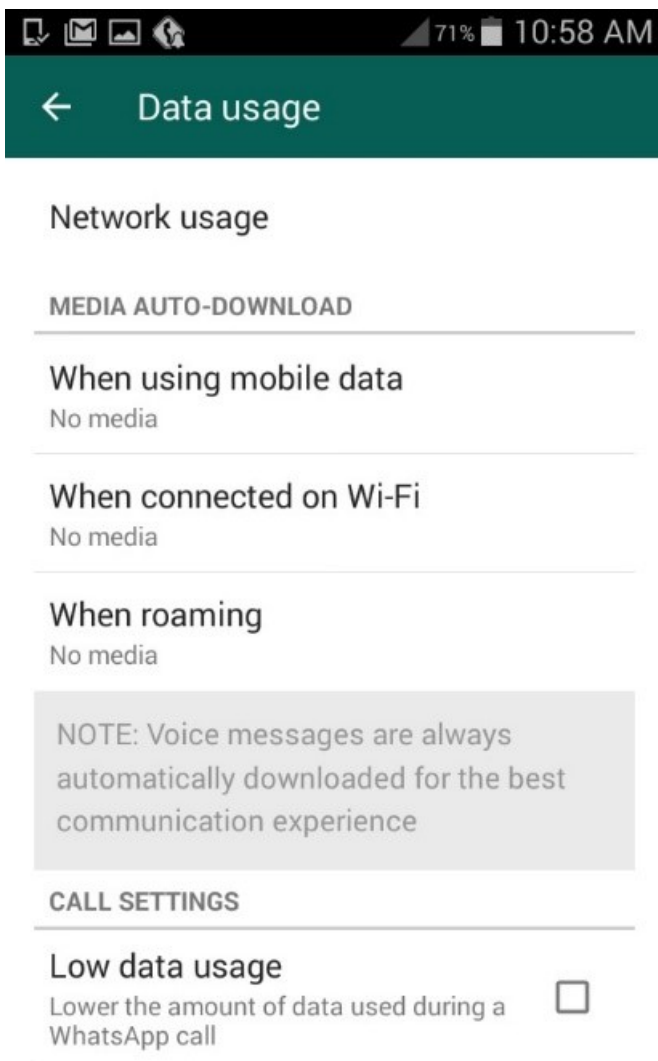 71% 10:58 AM
Data usage
Network usage
MEDIA AUTO-DOWNLOAD
When using mobile data
No media
When connected on Wi-Fi
No media
When roaming
No media
NOTE: Voice messages are always
automatically downloaded for the best
communication experience
CALL SETTINGS
Low data usage
Lower the amount of data used during a
WhatsApp call